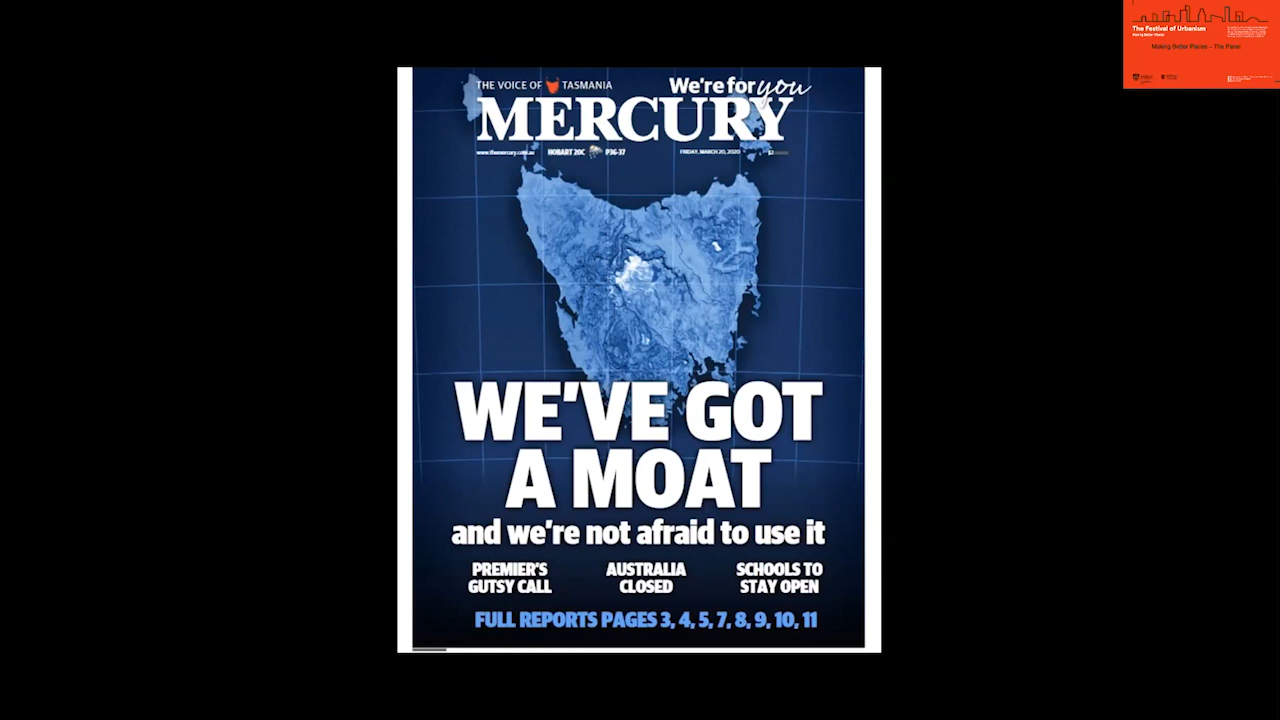 The Festival of Urbanism
Making Better Places
Making Better Places – The Panel
THE VOICE OF TASMANIA
We're for you
MERCURY
www.themercury.com.au
HOBART 20C
P36-37
FRIDAY, MARCH 20, 2020
WE'VE GOT
A MOAT
and we're not afraid to use it
PREMIER'S
GUTSY CALL
AUSTRALIA
CLOSED
SCHOOLS TO
STAY OPEN
FULL REPORTS PAGES 3, 4, 5, 7, 8, 9, 10, 11